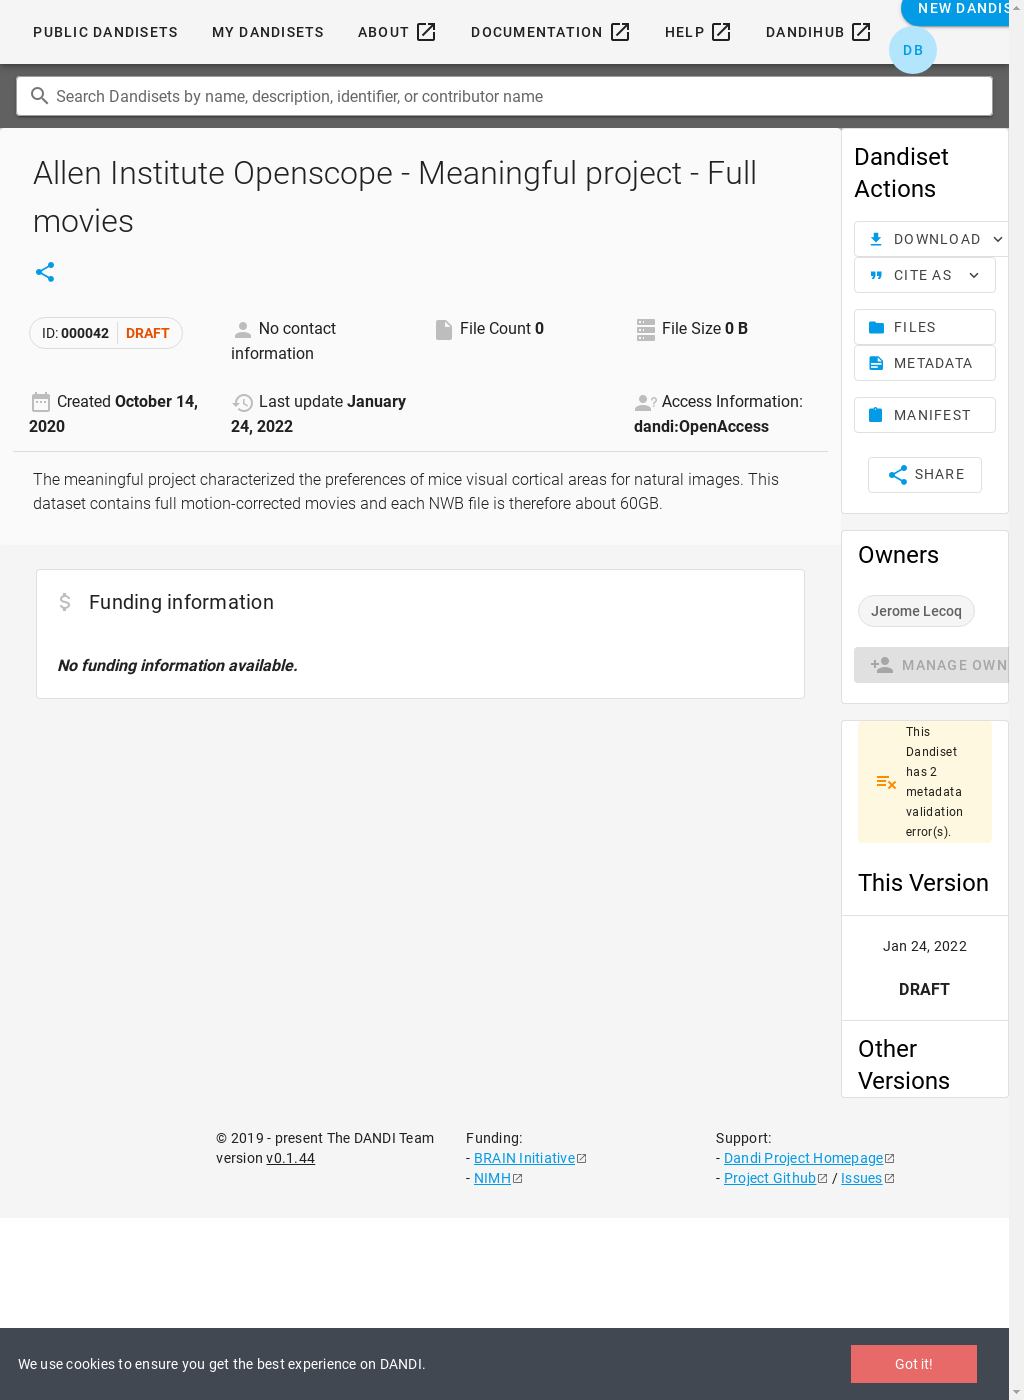 PUBLIC DANDISETS MY DANDISETS ABOUT DOCUMENTATION HELP DANDIHUB NEW DANDIS
DB
Search Dandisets by name, description, identifier, or contributor name
Allen Institute Openscope - Meaningful project - Full
movies
ID: 000042 DRAFT
No contact
information
File Count 0
File Size 0 B
Created October 14,
2020
Last update January
24, 2022
Access Information:
dandi:OpenAccess
The meaningful project characterized the preferences of mice visual cortical areas for natural images. This
dataset contains full motion-corrected movies and each NWB file is therefore about 60GB.
Funding information
No funding information available.
Dandiset
Actions
DOWNLOAD
CITE AS
FILES
METADATA
MANIFEST
SHARE
Owners
Jerome Lecoq
MANAGE OWN
This
Dandiset
has 2
metadata
validation
error(s).
This Version
Jan 24, 2022
DRAFT
Other
Versions
© 2019 - present The DANDI Team
version v0.1.44
Funding:
- BRAIN Initiative
- NIMH
Support:
- Dandi Project Homepage
- Project Github / Issues
We use cookies to ensure you get the best experience on DANDI.
Got it!